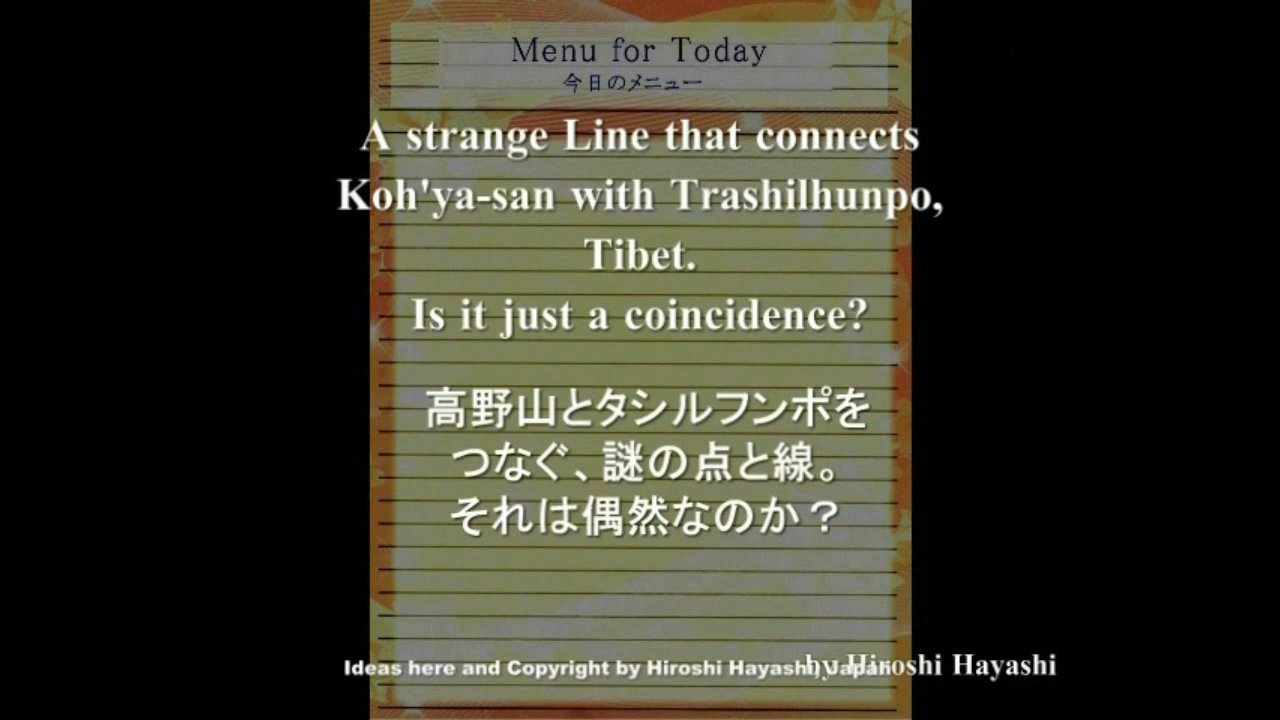 Menu for Today
今日のメニュー
A strange Line that connects
Koh'ya-san with Trashilhunpo,
Tibet.
Is it just a coincidence?
高野山とタシルフンポを
つなぐ、謎の点と線。
それは偶然なのか？
Ideas here and Copyright by Hiroshi Hayashi, Japan
by Hiroshi Hayashi